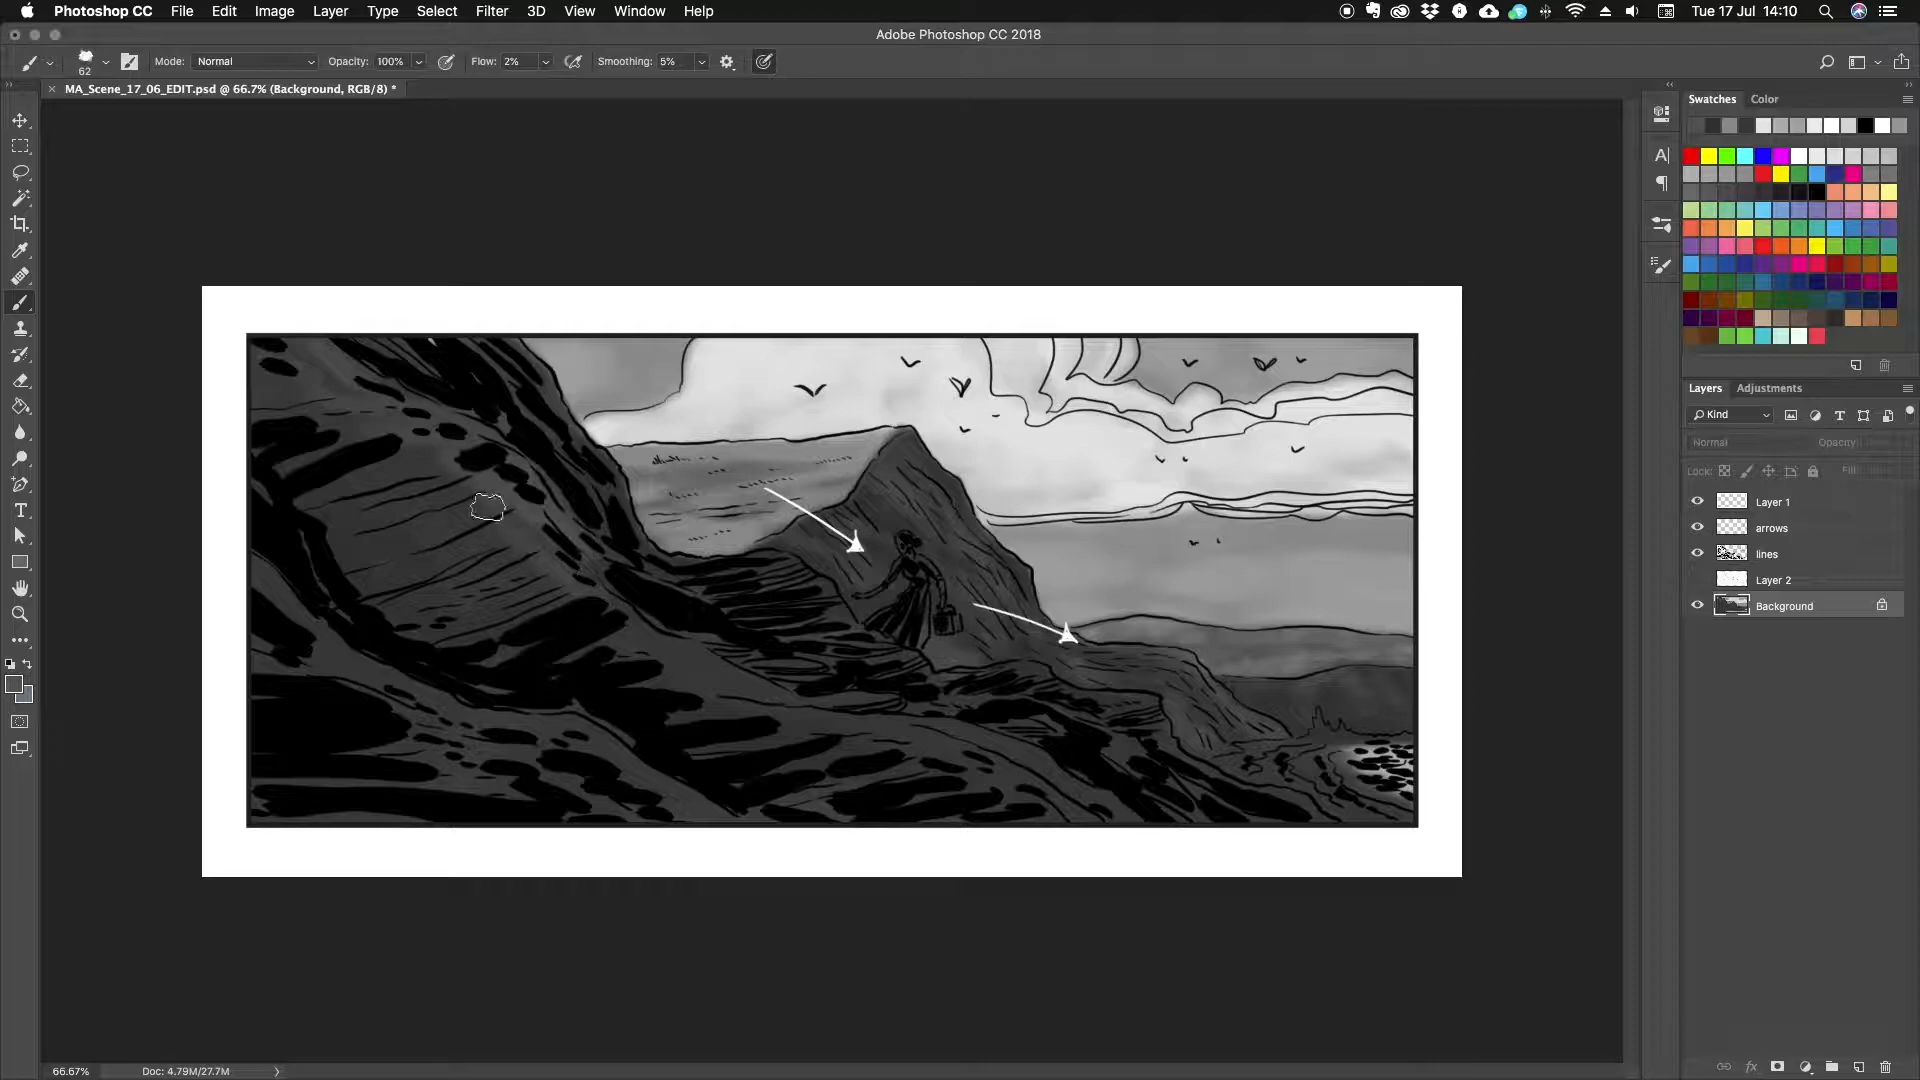 Photoshop CC File Edit Image Layer Type Select Filter 3D View Window Help Tue 17 Jul 14:10
Adobe Photoshop CC 2018
62 Mode: Normal Opacity: 100% Flow: 2% Smoothing: 5%
MA_Scene_17_06_EDIT.psd @ 66.7% (Background, RGB/8) *
Swatches Color
Layers Adjustments
Kind
Normal Opacity:
Lock: Fill:
Layer 1
arrows
lines
Layer 2
Background
66.67% Doc: 4.79M/27.7M